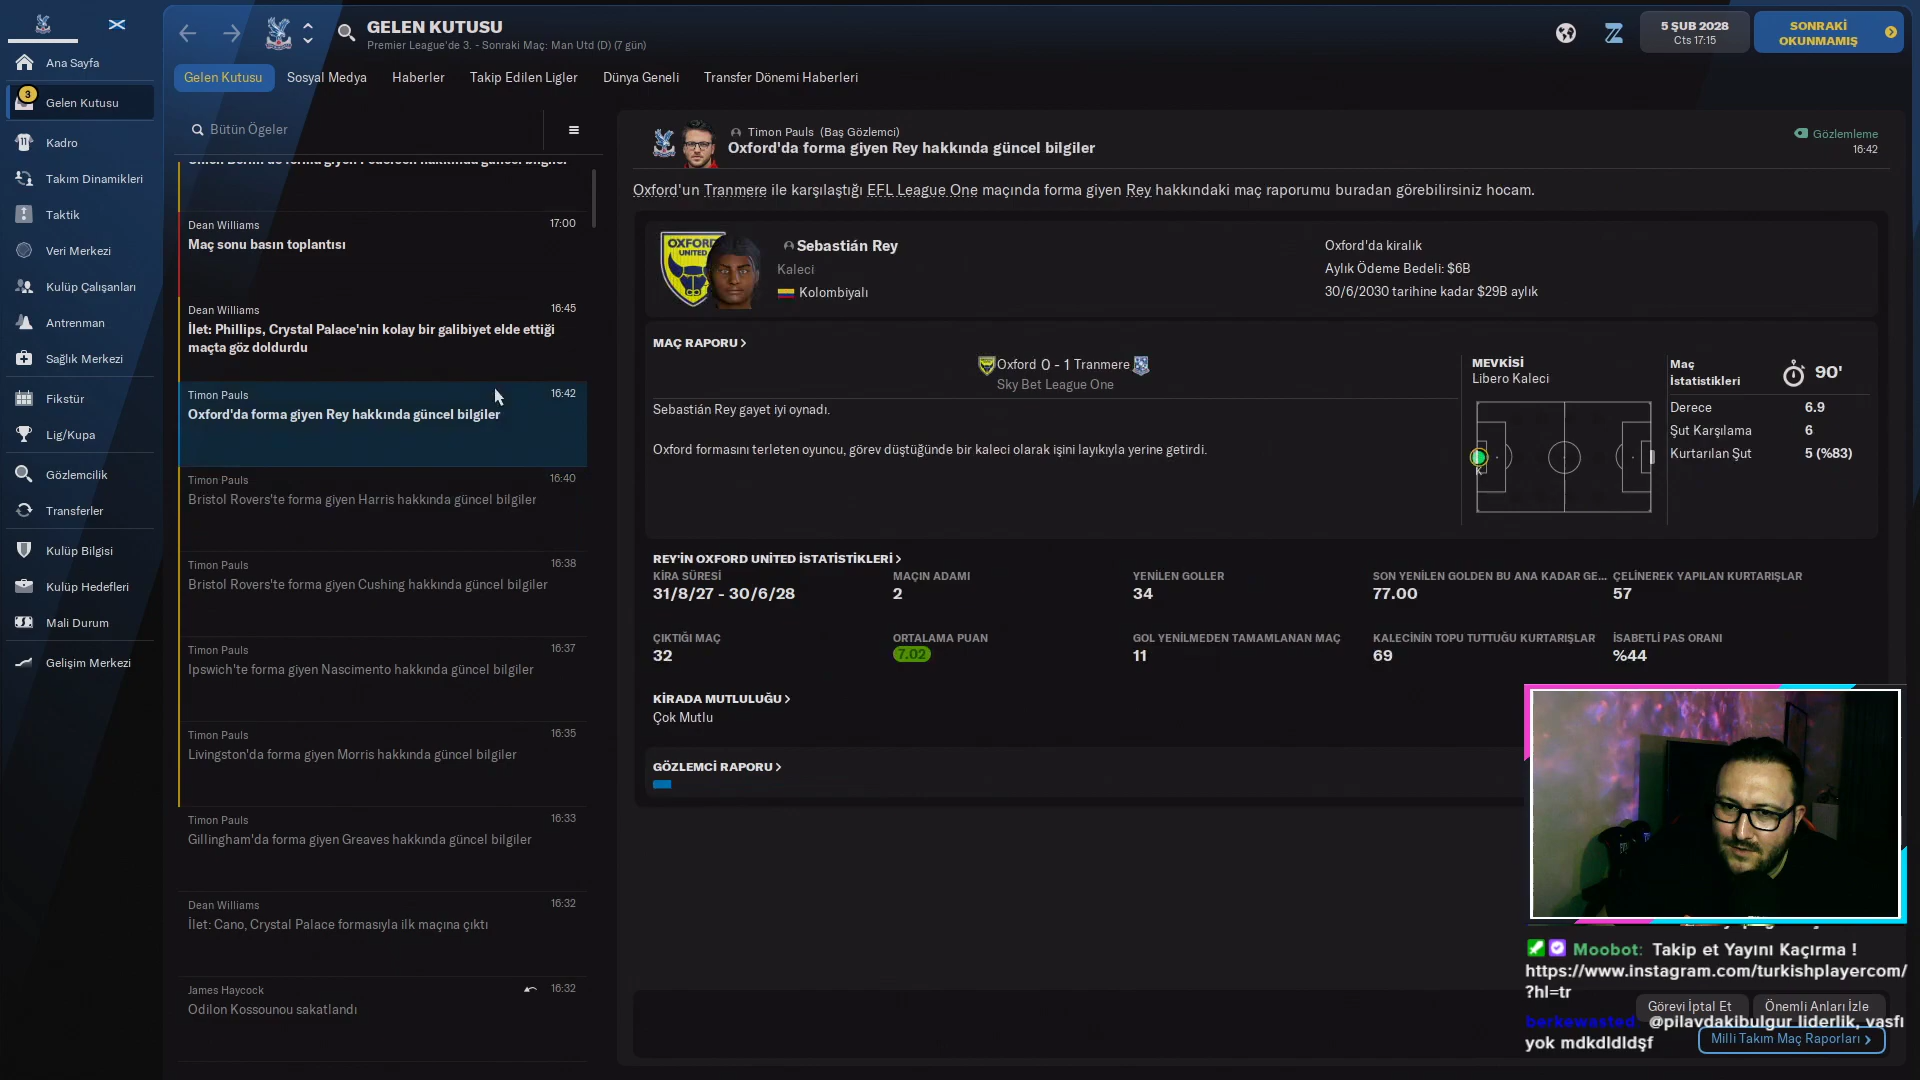 GELEN KUTUSU
Premier League'de 3. - Sonraki Maç: Man Utd (D) (7 gün)
5 ŞUB 2028
Cts 17:15
SONRAKİ
OKUNMAMIŞ
Ana Sayfa
3
Gelen Kutusu
Kadro
Takım Dinamikleri
Taktik
Veri Merkezi
Kulüp Çalışanları
Antrenman
Sağlık Merkezi
Fikstür
Lig/Kupa
Gözlemcilik
Transferler
Kulüp Bilgisi
Kulüp Hedefleri
Mali Durum
Gelişim Merkezi
Gelen Kutusu
Sosyal Medya
Haberler
Takip Edilen Ligler
Dünya Geneli
Transfer Dönemi Haberleri
Bütün Ögeler
Union Berlin'de forma giyen Pedersen hakkında güncel bilgiler
Dean Williams
17:00
Maç sonu basın toplantısı
Dean Williams
16:45
İlet: Phillips, Crystal Palace'nin kolay bir galibiyet elde ettiği
maçta göz doldurdu
Timon Pauls
16:42
Oxford'da forma giyen Rey hakkında güncel bilgiler
Timon Pauls
16:40
Bristol Rovers'te forma giyen Harris hakkında güncel bilgiler
Timon Pauls
16:38
Bristol Rovers'te forma giyen Cushing hakkında güncel bilgiler
Timon Pauls
16:37
Ipswich'te forma giyen Nascimento hakkında güncel bilgiler
Timon Pauls
16:35
Livingston'da forma giyen Morris hakkında güncel bilgiler
Timon Pauls
16:33
Gillingham'da forma giyen Greaves hakkında güncel bilgiler
Dean Williams
16:32
İlet: Cano, Crystal Palace formasıyla ilk maçına çıktı
James Haycock
16:32
Odilon Kossounou sakatlandı
Timon Pauls (Baş Gözlemci)
Oxford'da forma giyen Rey hakkında güncel bilgiler
Gözlemleme
16:42
Oxford'un Tranmere ile karşılaştığı EFL League One maçında forma giyen Rey hakkındaki maç raporumu buradan görebilirsiniz hocam.
OXFORD
UNITED
Sebastián Rey
Kaleci
Kolombiyalı
Oxford'da kiralık
Aylık Ödeme Bedeli: $6B
30/6/2030 tarihine kadar $29B aylık
MAÇ RAPORU >
Oxford 0 - 1 Tranmere
Sky Bet League One
Sebastián Rey gayet iyi oynadı.
Oxford formasını terleten oyuncu, görev düştüğünde bir kaleci olarak işini layıkıyla yerine getirdi.
MEVKİSİ
Libero Kaleci
K
Maç
İstatistikleri
90'
Derece 6.9
Şut Karşılama 6
Kurtarılan Şut 5 (%83)
REY'İN OXFORD UNITED İSTATİSTİKLERİ >
KİRA SÜRESİ
31/8/27 - 30/6/28
MAÇIN ADAMI
2
YENİLEN GOLLER
34
SON YENİLEN GOLDEN BU ANA KADAR GE...
77.00
ÇELİNEREK YAPILAN KURTARIŞLAR
57
ÇIKTIĞI MAÇ
32
ORTALAMA PUAN
7.02
GOL YENİLMEDEN TAMAMLANAN MAÇ
11
KALECİNİN TOPU TUTTUĞU KURTARIŞLAR
69
İSABETLİ PAS ORANI
%44
KİRADA MUTLULUĞU >
Çok Mutlu
GÖZLEMCİ RAPORU >
Moobot: Takip et Yayını Kaçırma !
https://www.instagram.com/turkishplayercom/
?hl=tr
Görevi İptal Et
Önemli Anları İzle
berkewasted @pilavdakibulgur liderlik, vasfı
yok mdkdldldşf
Milli Takım Maç Raporları >